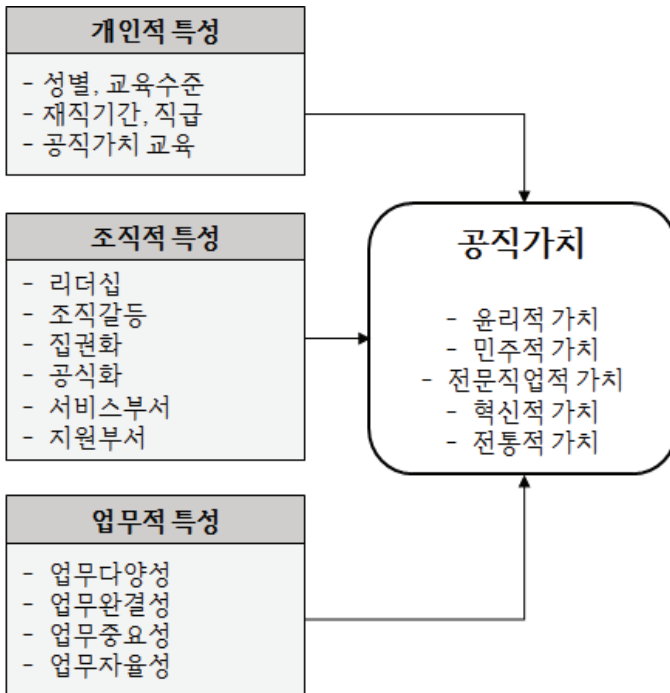 개인적 특성
- 성별, 교육수준
- 재직기간, 직급
- 공직가치 교육
조직적 특성
- 리더십
- 조직갈등
- 집권화
- 공식화
- 서비스부서
- 지원부서
업무적 특성
- 업무다양성
- 업무완결성
- 업무중요성
- 업무자율성
공직가치
- 윤리적 가치
- 민주적 가치
- 전문직업적 가치
- 혁신적 가치
- 전통적 가치